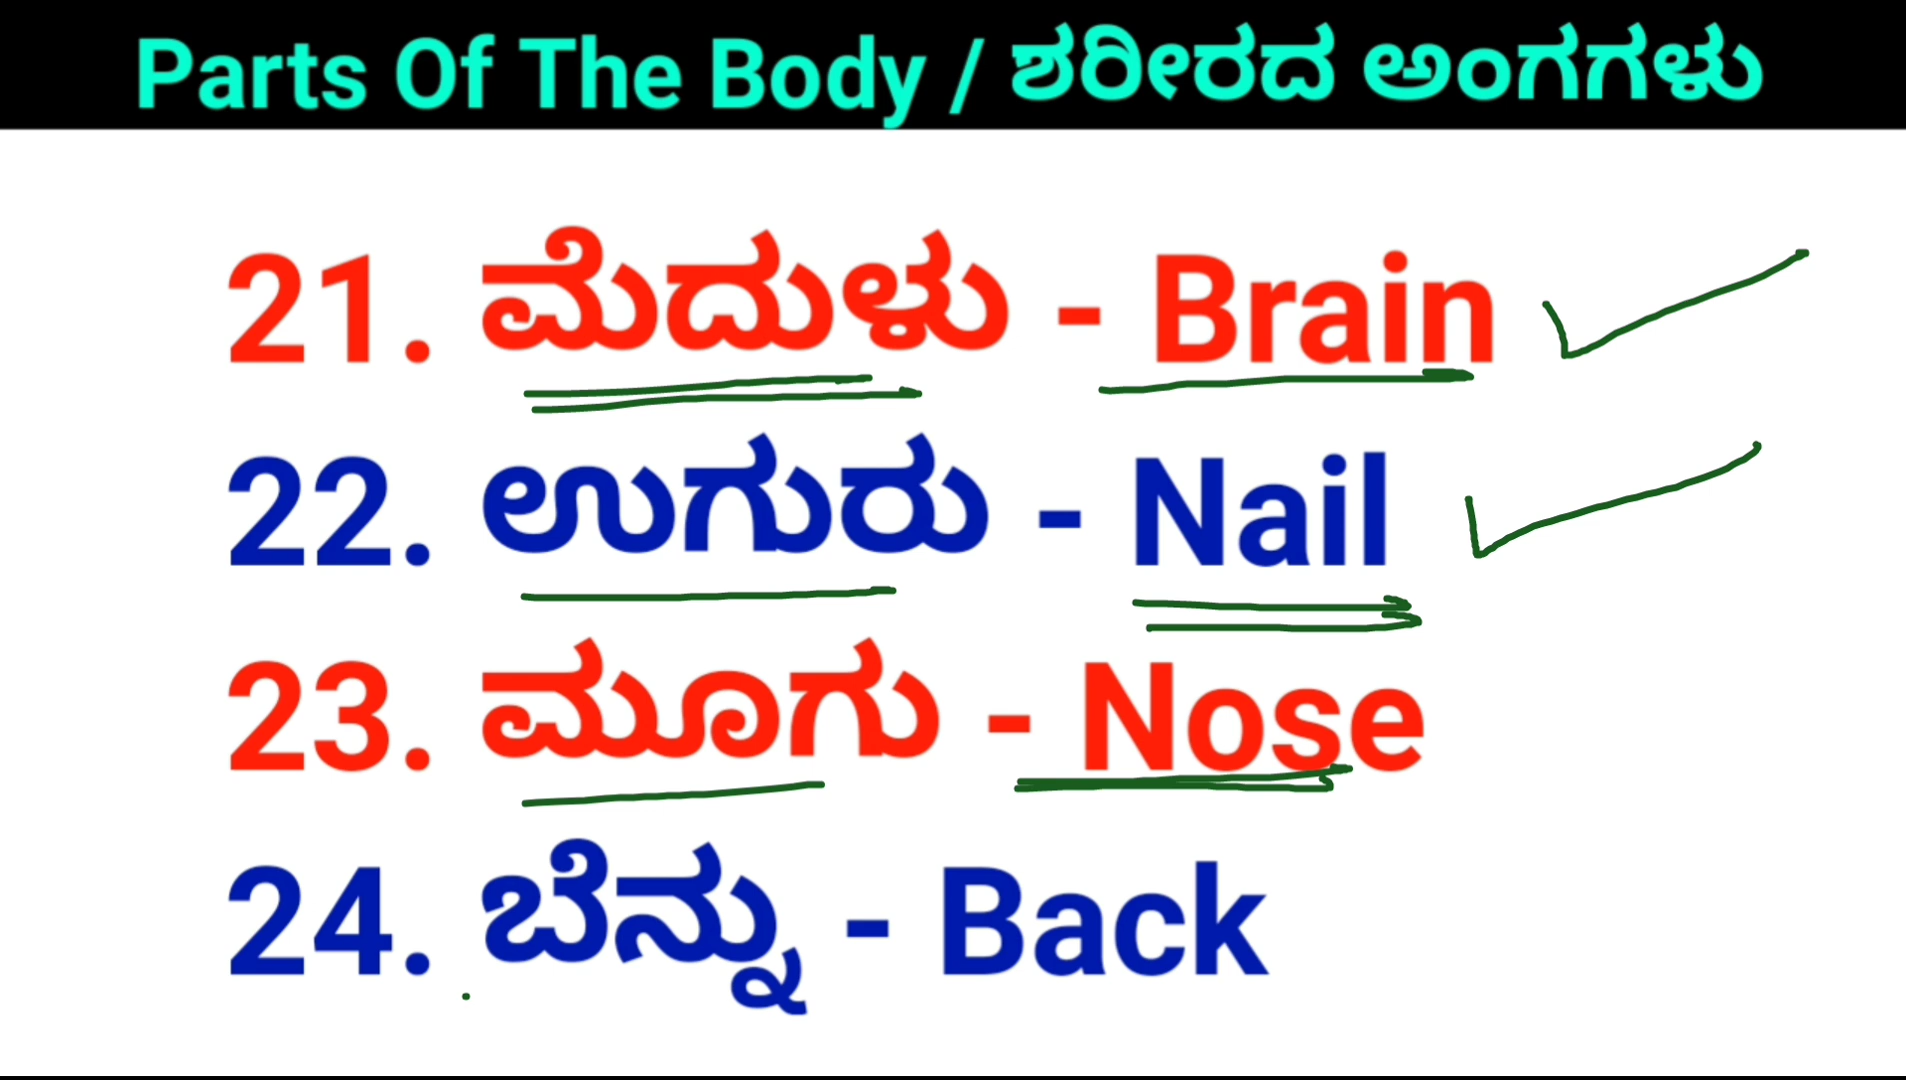 Parts Of The Body / ಶರೀರದ ಅಂಗಗಳು
21. ಮೆದುಳು - Brain
22. ಉಗುರು - Nail
23. ಮೂಗು - Nose
24. ಬೆನ್ನು - Back